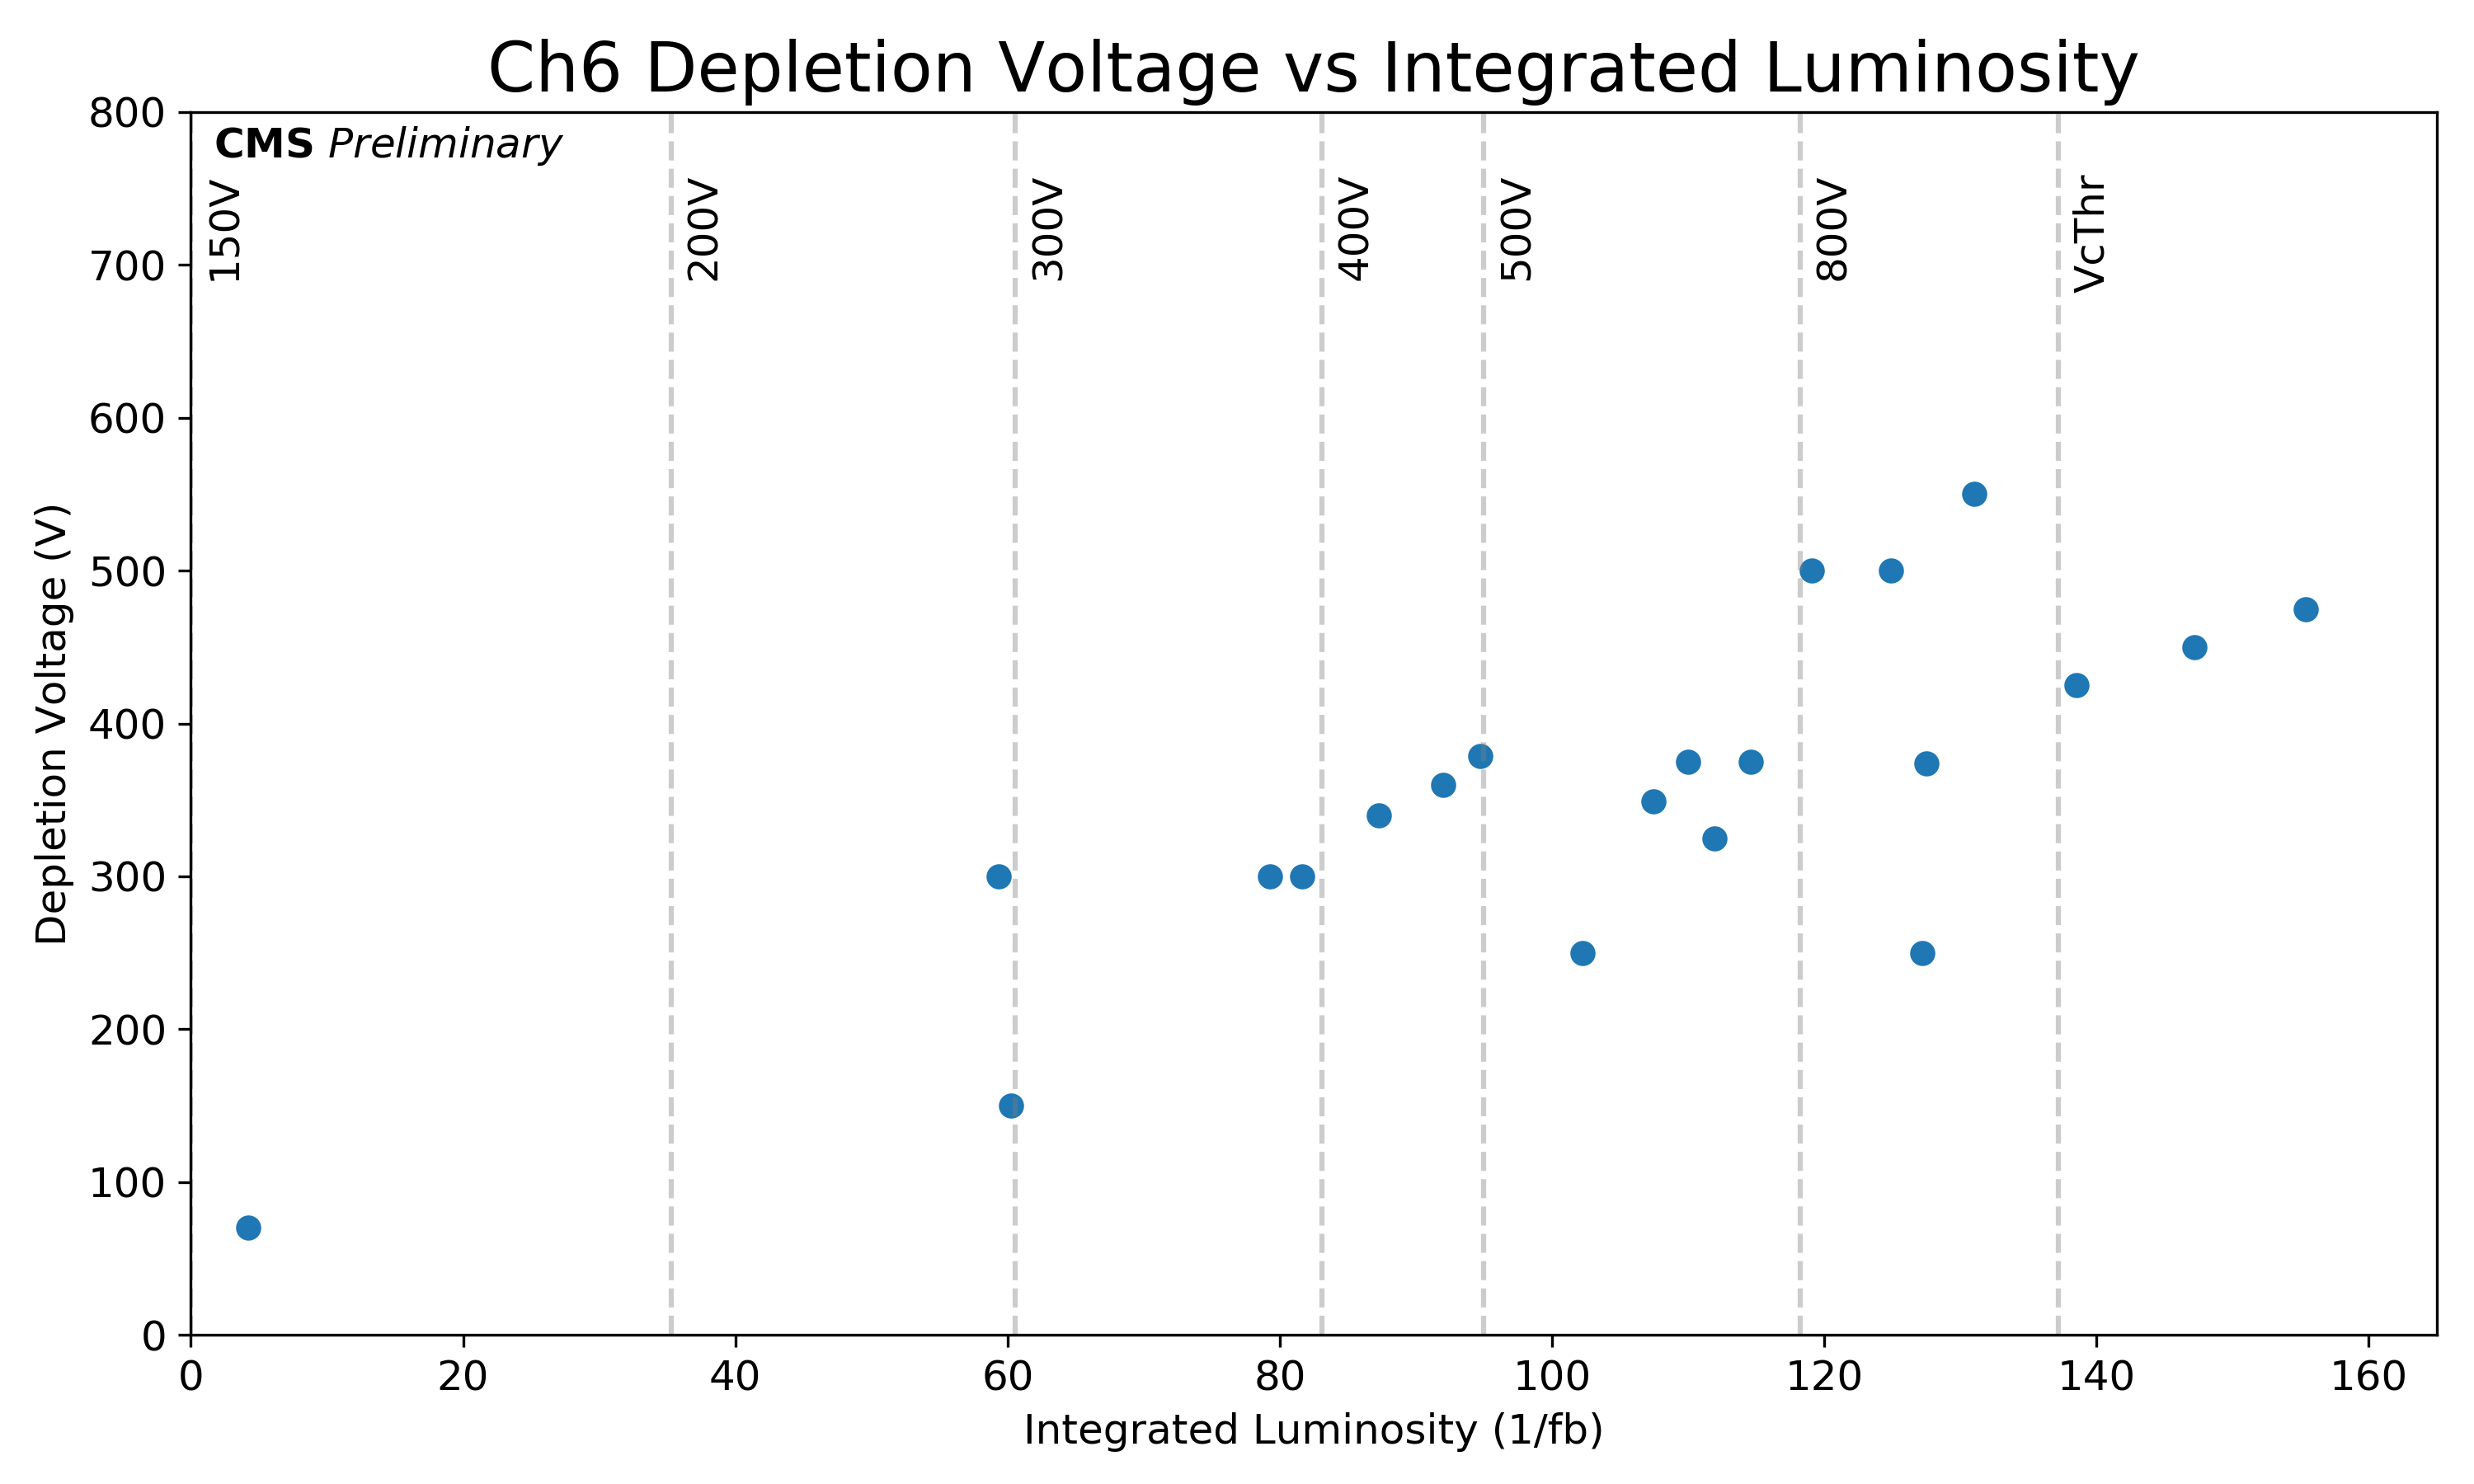 Ch6 Depletion Voltage vs Integrated Luminosity
CMS Preliminary
150V
200V
300V
400V
500V
800V
VcThr
Depletion Voltage (V)
800
700
600
500
400
300
200
100
0
0 20 40 60 80 100 120 140 160
Integrated Luminosity (1/fb)